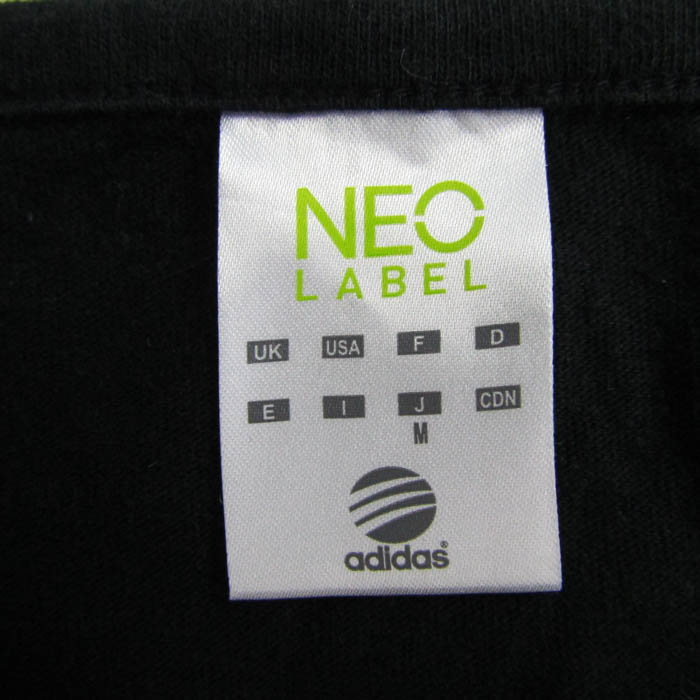 NEO
LABEL
UK USA F D
E I J CDN
M
adidas®